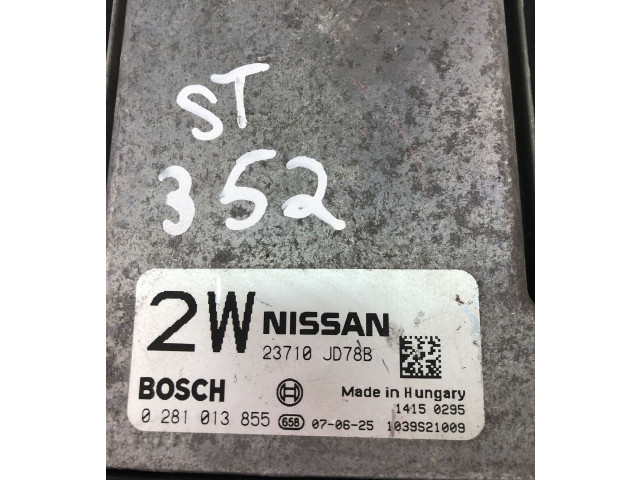 ST
352
2W NISSAN
23710 JD78B
BOSCH Made in Hungary
1415 0295
0 281 013 855 658 07-06-25 1039S21009